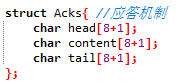 struct Acks{ //应答机制
char head[8+1];
char content[8+1];
char tail[8+1];
};